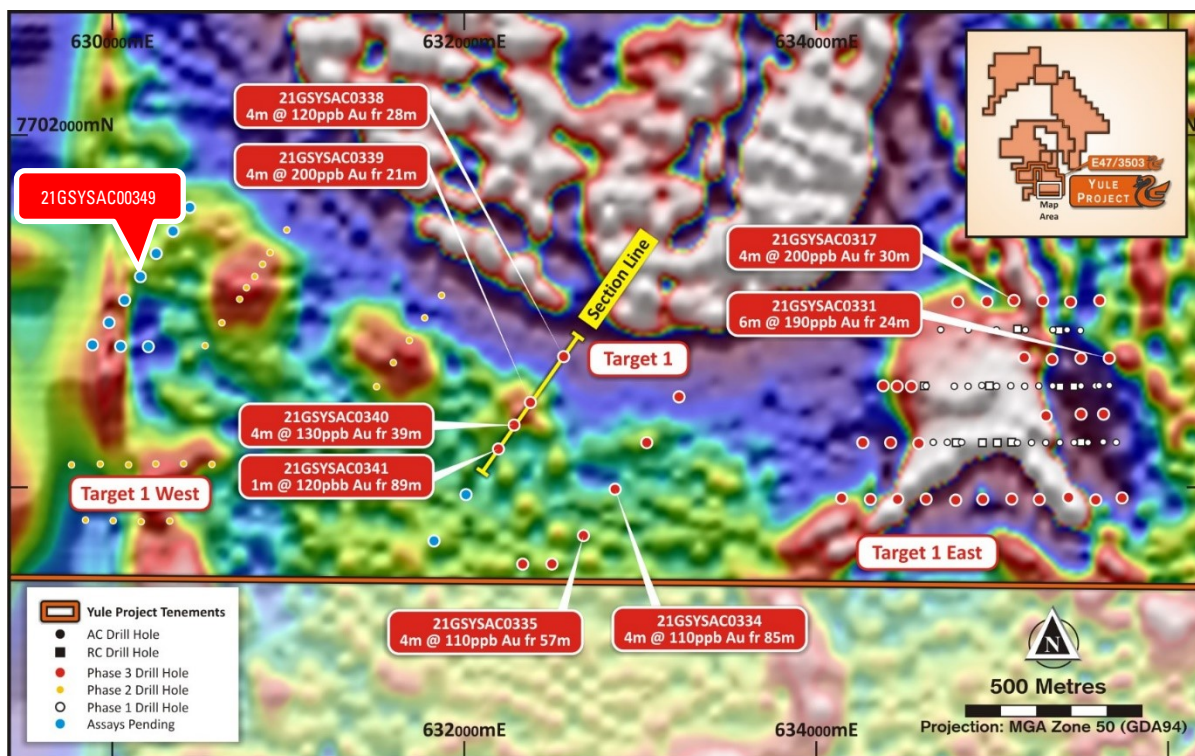 630000mE
632000mE
634000mE
7702000mN
21GSYSAC0338
4m @ 120ppb Au fr 28m
21GSYSAC0339
4m @ 200ppb Au fr 21m
21GSYSAC00349
E47/3503
YULE
PROJECT
Map
Area
21GSYSAC0317
4m @ 200ppb Au fr 30m
21GSYSAC0331
6m @ 190ppb Au fr 24m
Section Line
Target 1
21GSYSAC0340
4m @ 130ppb Au fr 39m
21GSYSAC0341
1m @ 120pbb Au fr 89m
Target 1 West
Target 1 East
21GSYSAC0335
4m @ 110ppb Au fr 57m
21GSYSAC0334
4m @ 110ppb Au fr 85m
Yule Project Tenements
AC Drill Hole
RC Drill Hole
Phase 3 Drill Hole
Phase 2 Drill Hole
Phase 1 Drill Hole
Assays Pending
N
500 Metres
Projection: MGA Zone 50 (GDA94)
632000mE
634000mE